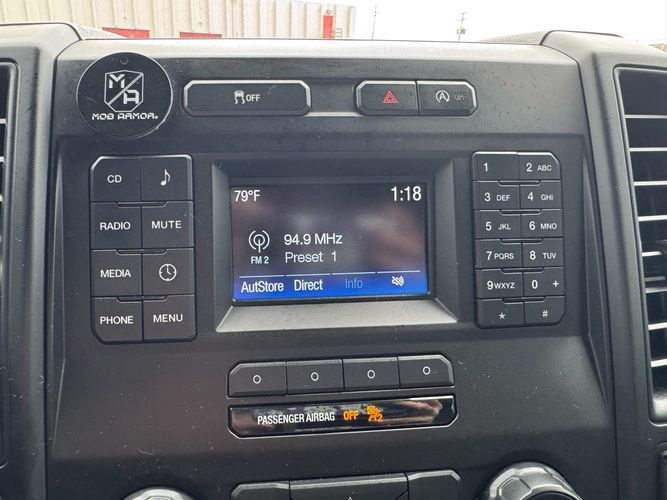 MOB ARMOR
OFF
A OFF
CD
RADIO MUTE
MEDIA
PHONE MENU
79°F 1:18
94.9 MHz
FM 2 Preset 1
AutStore Direct Info
1 2 ABC
3 DEF 4 GHI
5 JKL 6 MNO
7 PQRS 8 TUV
9 WXYZ 0 +
* #
PASSENGER AIRBAG OFF 2